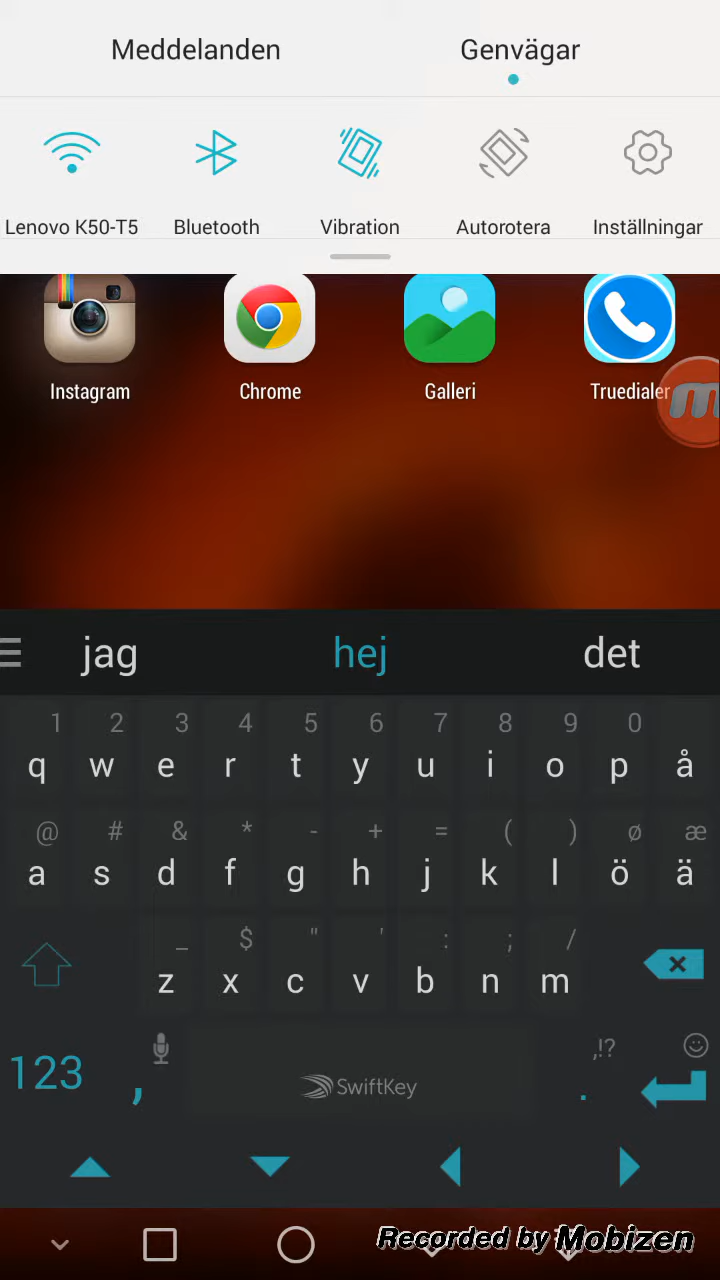 Meddelanden Genvägar
Lenovo K50-T5 Bluetooth Vibration Autorotera Inställningar
Instagram Chrome Galleri Truedialer
m
jag hej det
1 2 3 4 5 6 7 8 9 0
q w e r t y u i o p å
@ # & * - + = ( ) ø æ
a s d f g h j k l ö ä
_ $ " ' : ; /
z x c v b n m
,!?
123 , SwiftKey .
Recorded by Mobizen